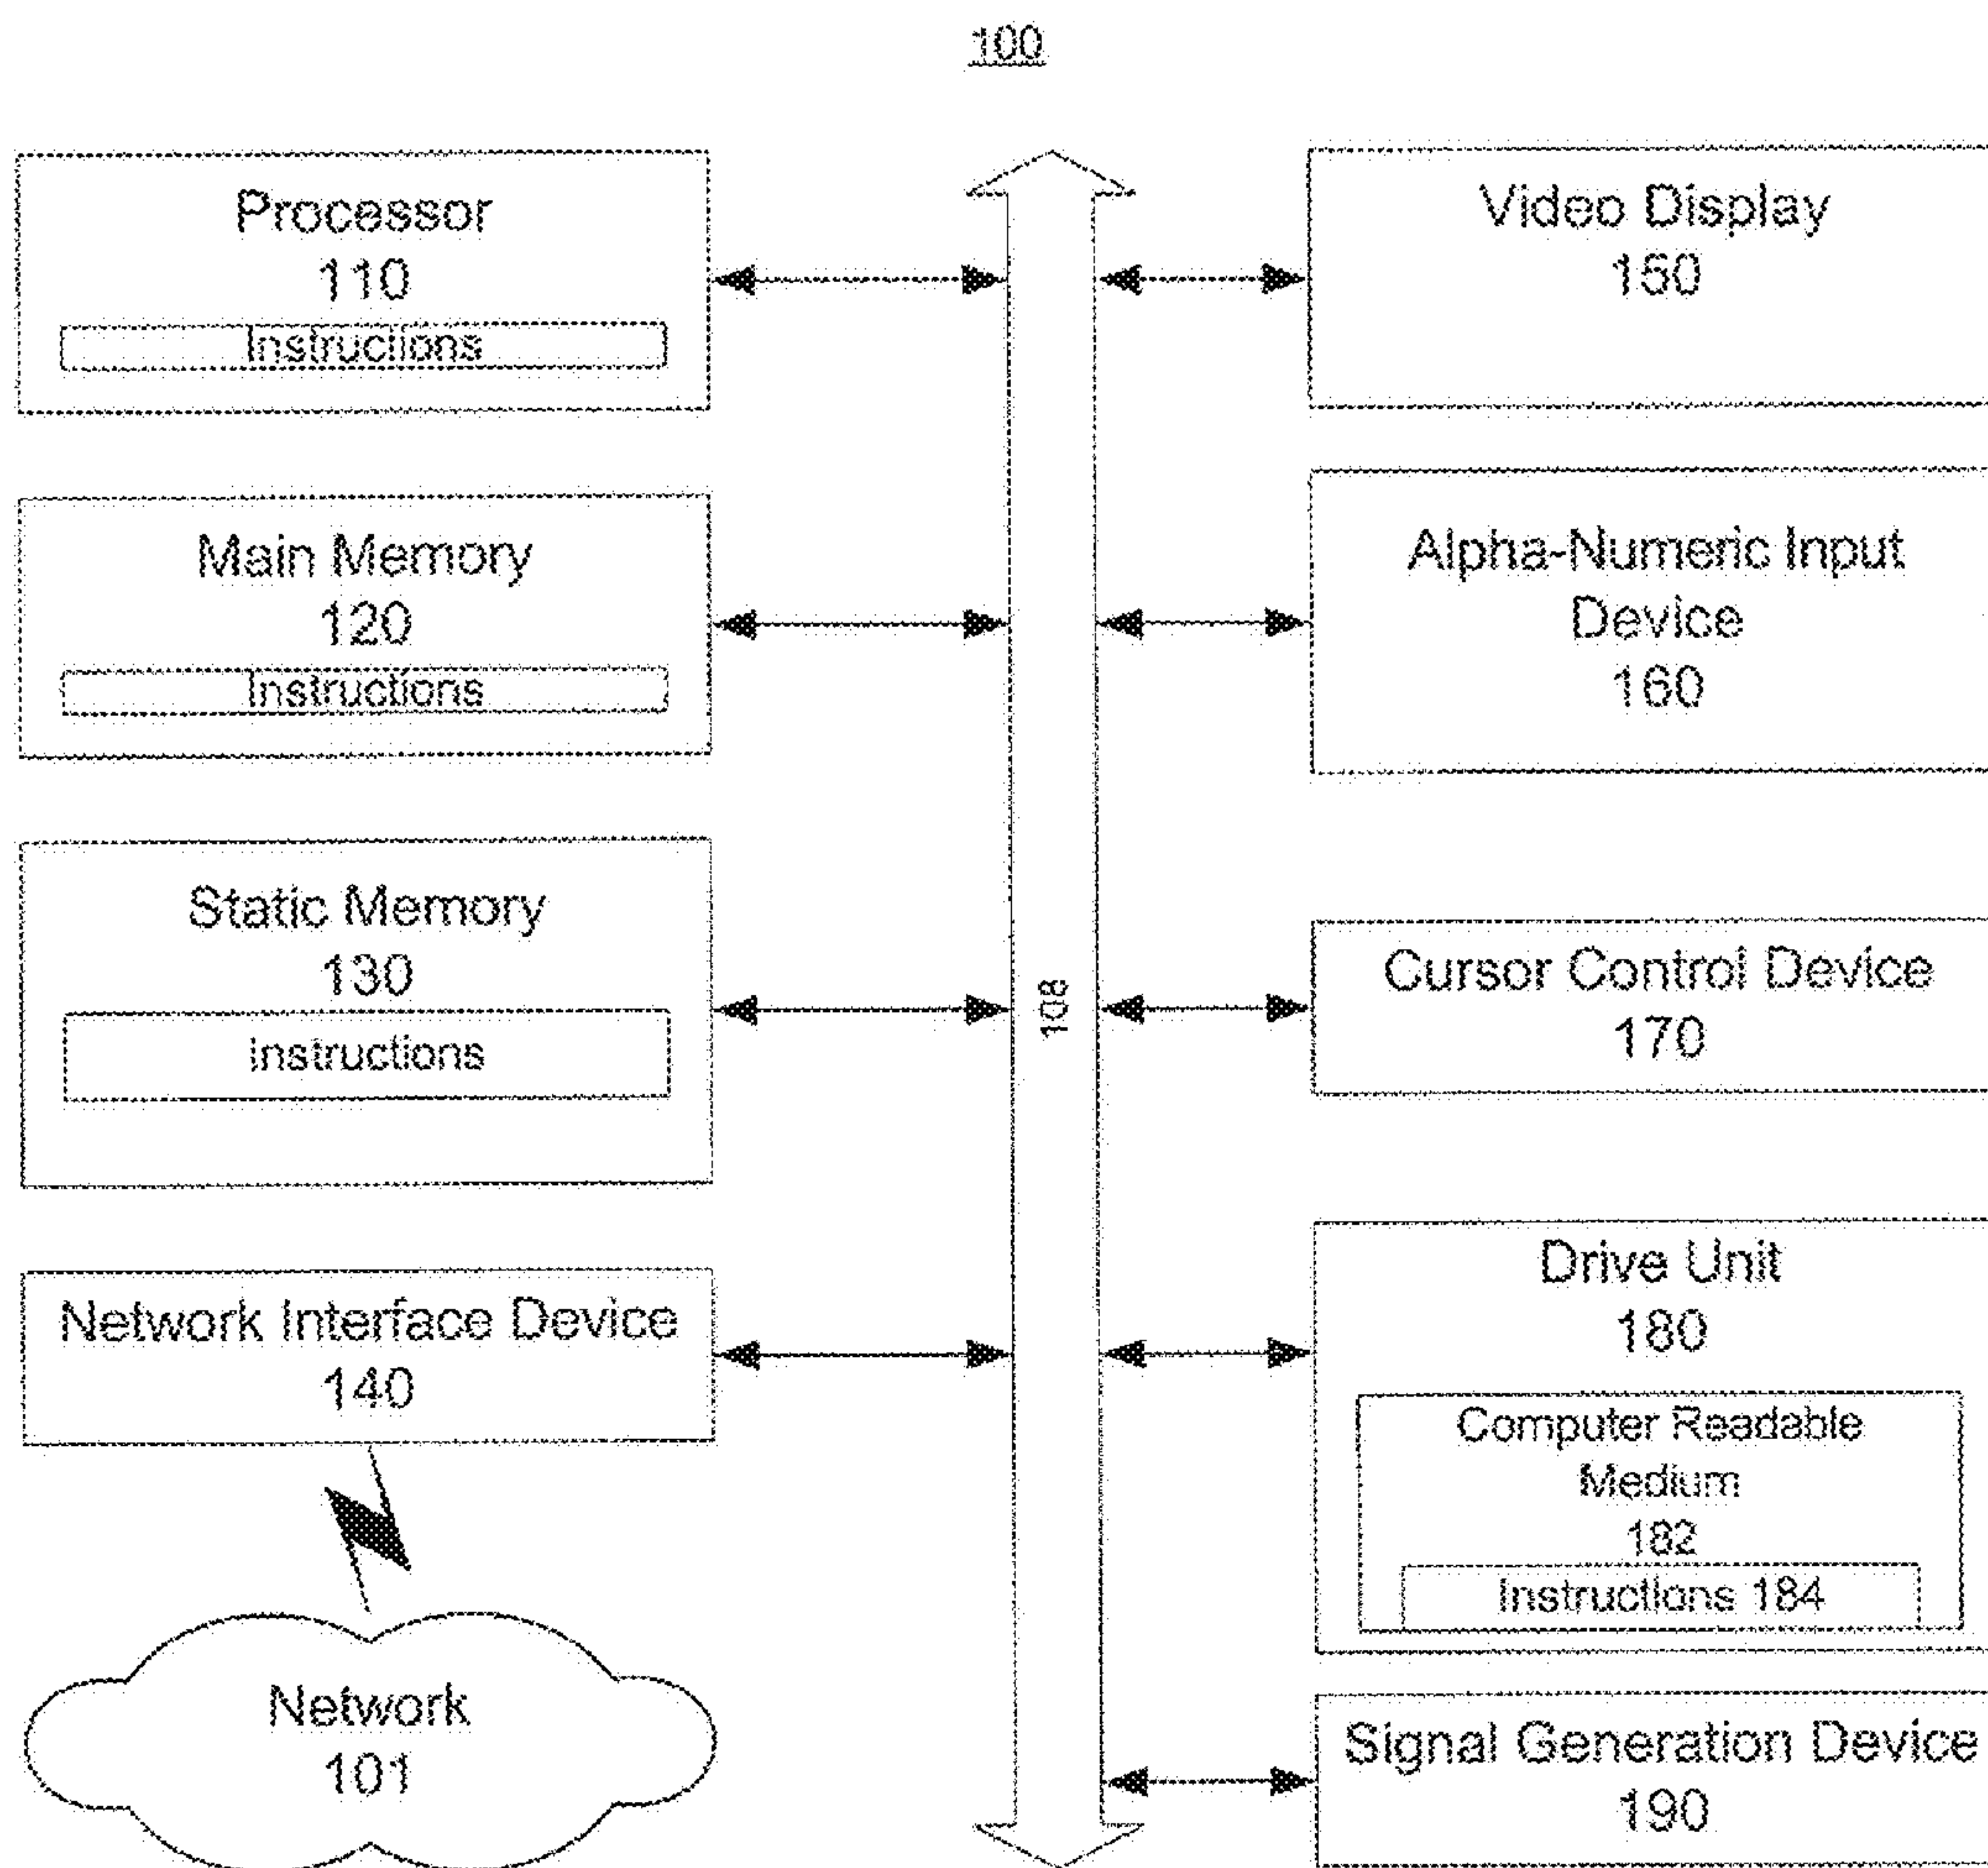 100
Processor
110
Instructions
Main Memory
120
Instructions
Static Memory
130
Instructions
Network Interface Device
140
Network
101
108
Video Display
150
Alpha-Numeric Input
Device
160
Cursor Control Device
170
Drive Unit
180
Computer Readable
Medium
182
Instructions 184
Signal Generation Device
190